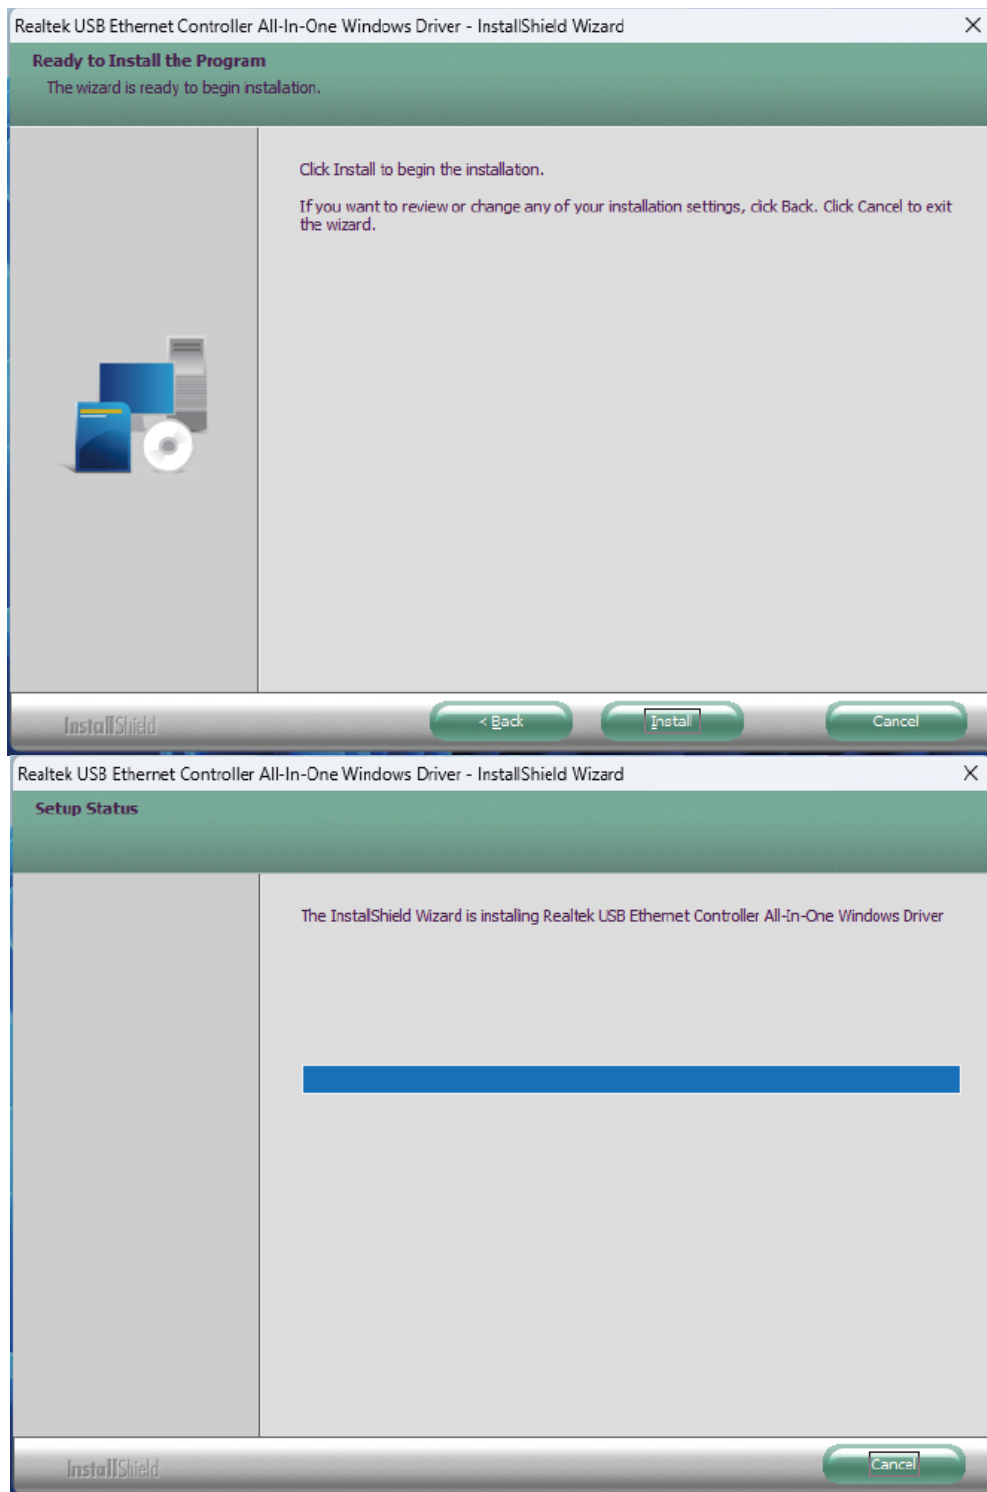 Realtek USB Ethernet Controller All-In-One Windows Driver - InstallShield Wizard
Ready to Install the Program
The wizard is ready to begin installation.
Click Install to begin the installation.
If you want to review or change any of your installation settings, click Back. Click Cancel to exit
the wizard.
InstallShield
< Back
Install
Cancel
Realtek USB Ethernet Controller All-In-One Windows Driver - InstallShield Wizard
Setup Status
The InstallShield Wizard is installing Realtek USB Ethernet Controller All-In-One Windows Driver
InstallShield
Cancel